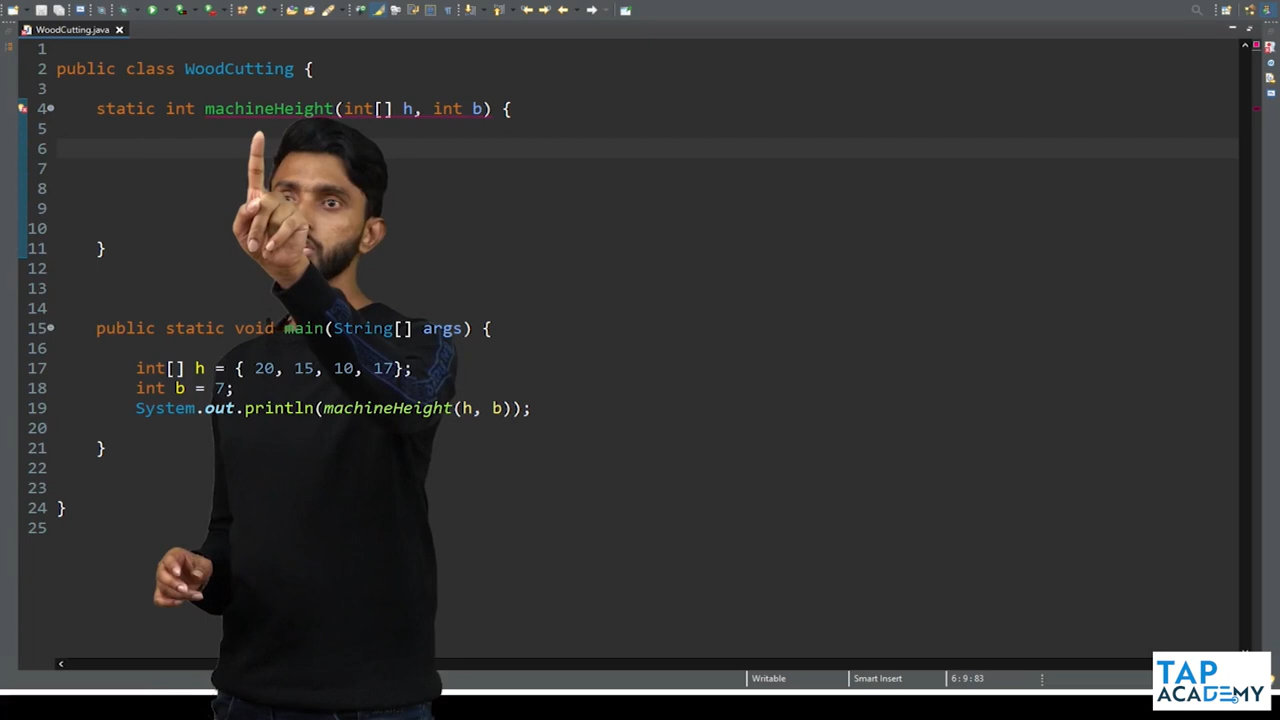 WoodCutting.java
1
2 public class WoodCutting {
3
4 static int machineHeight(int[] h, int b) {
5
6
7
8
9
10
11 }
12
13
14
15 public static void main(String[] args) {
16
17 int[] h = { 20, 15, 10, 17};
18 int b = 7;
19 System.out.println(machineHeight(h, b));
20
21 }
22
23
24 }
25
Writable Smart Insert 6:9:83
TAP
ACADEMY